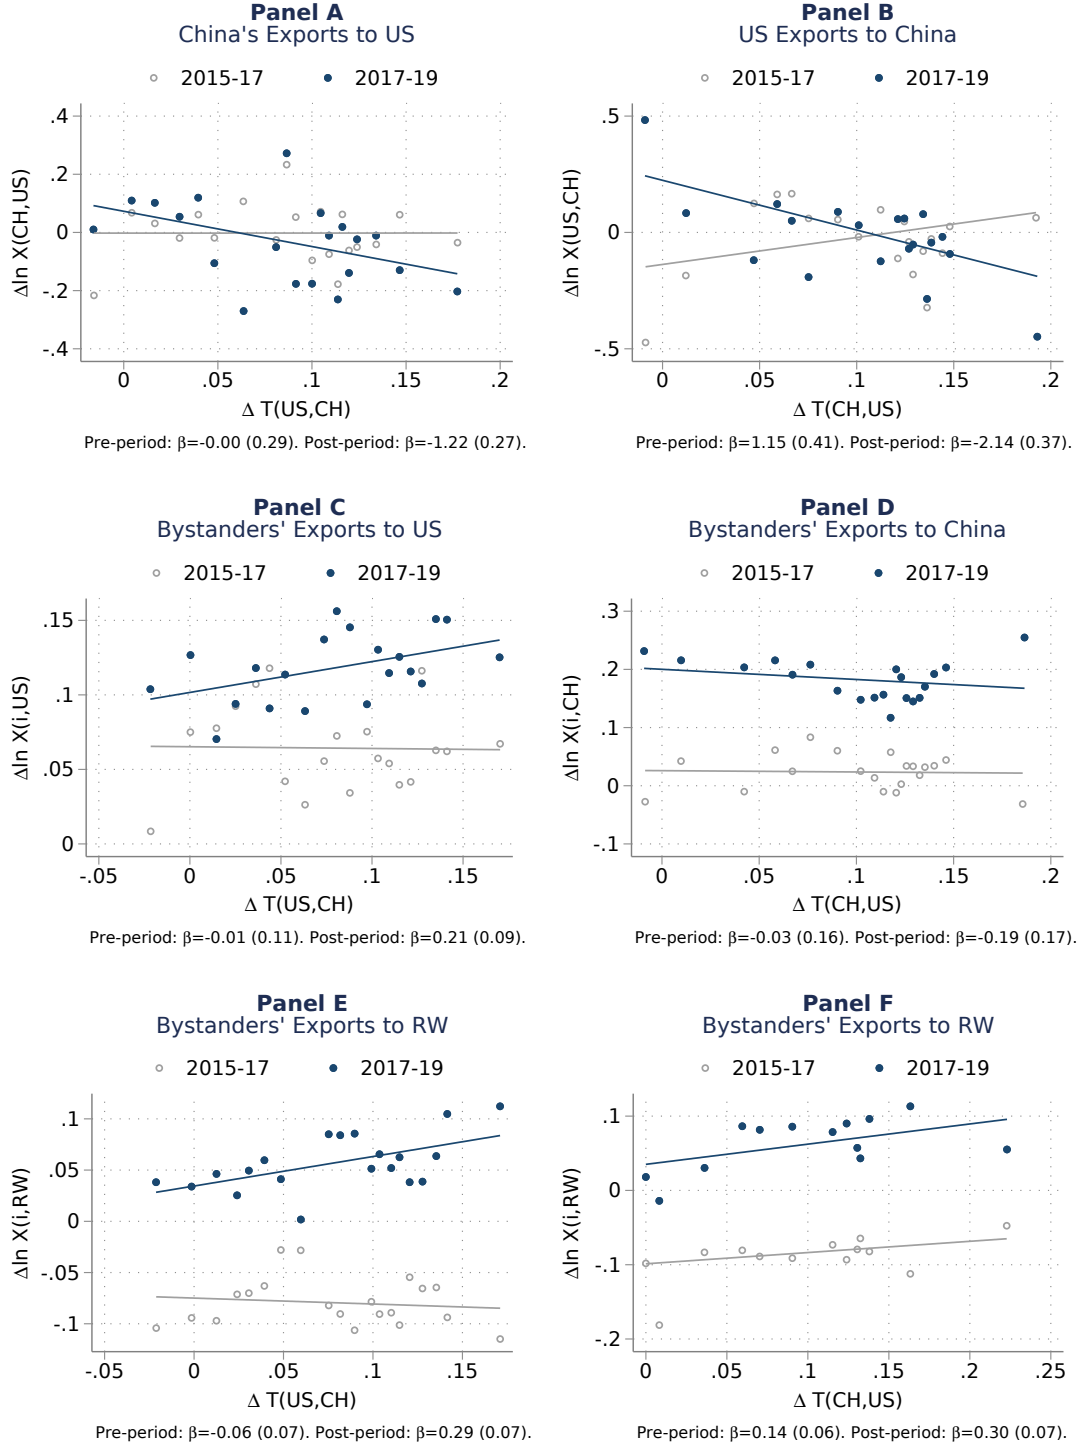 Panel A
China's Exports to US
2015-17 2017-19
.4
.2
0
-.2
-.4
Δln X(CH,US)
0 .05 .1 .15 .2
Δ T(US,CH)
Pre-period: β=-0.00 (0.29). Post-period: β=-1.22 (0.27).
Panel B
US Exports to China
2015-17 2017-19
.5
0
-.5
Δln X(US,CH)
0 .05 .1 .15 .2
Δ T(CH,US)
Pre-period: β=1.15 (0.41). Post-period: β=-2.14 (0.37).
Panel C
Bystanders' Exports to US
2015-17 2017-19
.15
.1
.05
0
Δln X(i,US)
-.05 0 .05 .1 .15
Δ T(US,CH)
Pre-period: β=-0.01 (0.11). Post-period: β=0.21 (0.09).
Panel D
Bystanders' Exports to China
2015-17 2017-19
.3
.2
.1
0
-.1
Δln X(i,CH)
0 .05 .1 .15 .2
Δ T(CH,US)
Pre-period: β=-0.03 (0.16). Post-period: β=-0.19 (0.17).
Panel E
Bystanders' Exports to RW
2015-17 2017-19
.1
.05
0
-.05
-.1
Δln X(i,RW)
-.05 0 .05 .1 .15
Δ T(US,CH)
Pre-period: β=-0.06 (0.07). Post-period: β=0.29 (0.07).
Panel F
Bystanders' Exports to RW
2015-17 2017-19
.1
0
-.1
-.2
Δln X(i,RW)
0 .05 .1 .15 .2 .25
Δ T(CH,US)
Pre-period: β=0.14 (0.06). Post-period: β=0.30 (0.07).